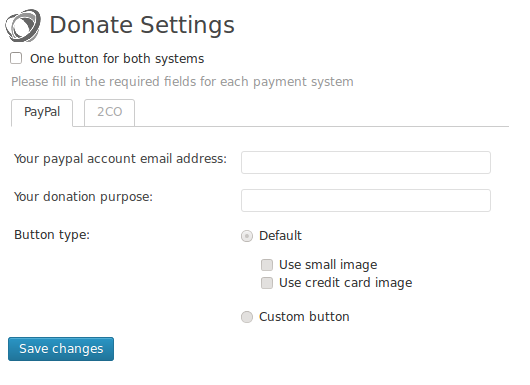 Donate Settings
One button for both systems
Please fill in the required fields for each payment system
PayPal 2CO
Your paypal account email address:
Your donation purpose:
Button type: Default
Use small image
Use credit card image
Custom button
Save changes